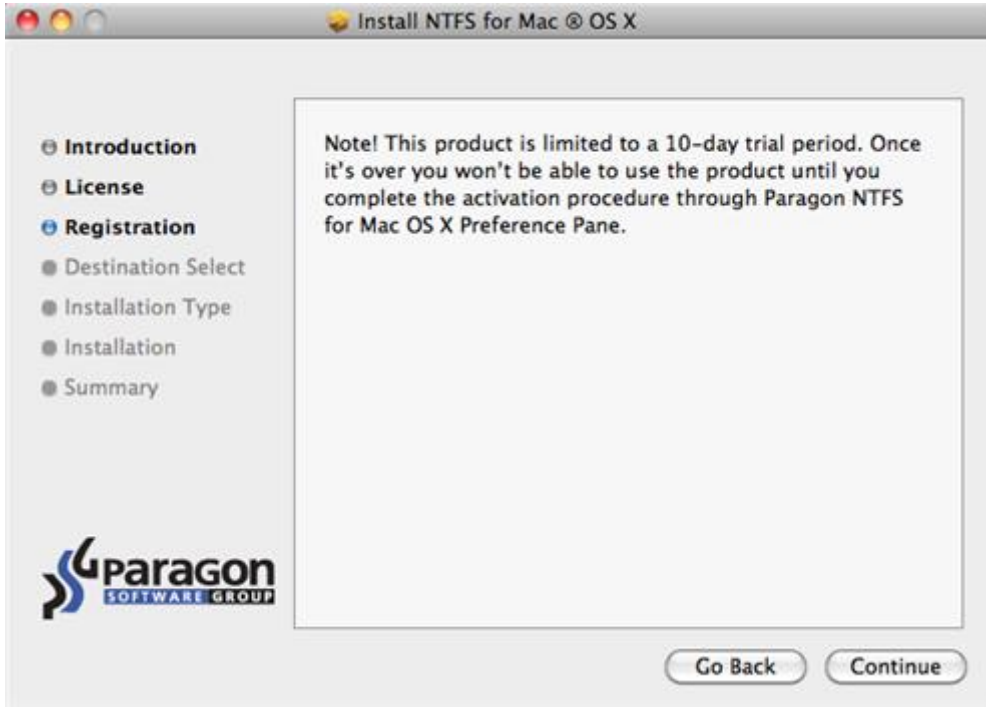 Install NTFS for Mac ® OS X
Introduction
License
Registration
Destination Select
Installation Type
Installation
Summary
Note! This product is limited to a 10-day trial period. Once
it's over you won't be able to use the product until you
complete the activation procedure through Paragon NTFS
for Mac OS X Preference Pane.
paragon
SOFTWARE GROUP
Go Back
Continue